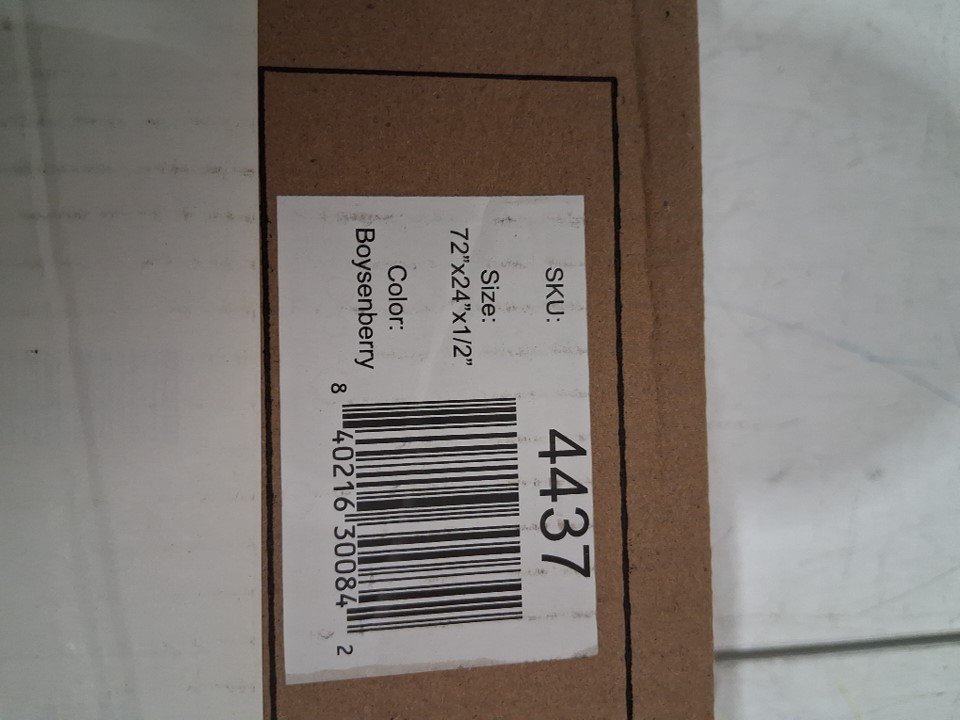 SKU: 4437
Size:
72”x24”x1/2”
Color:
Boysenberry
8 40216 30084 2